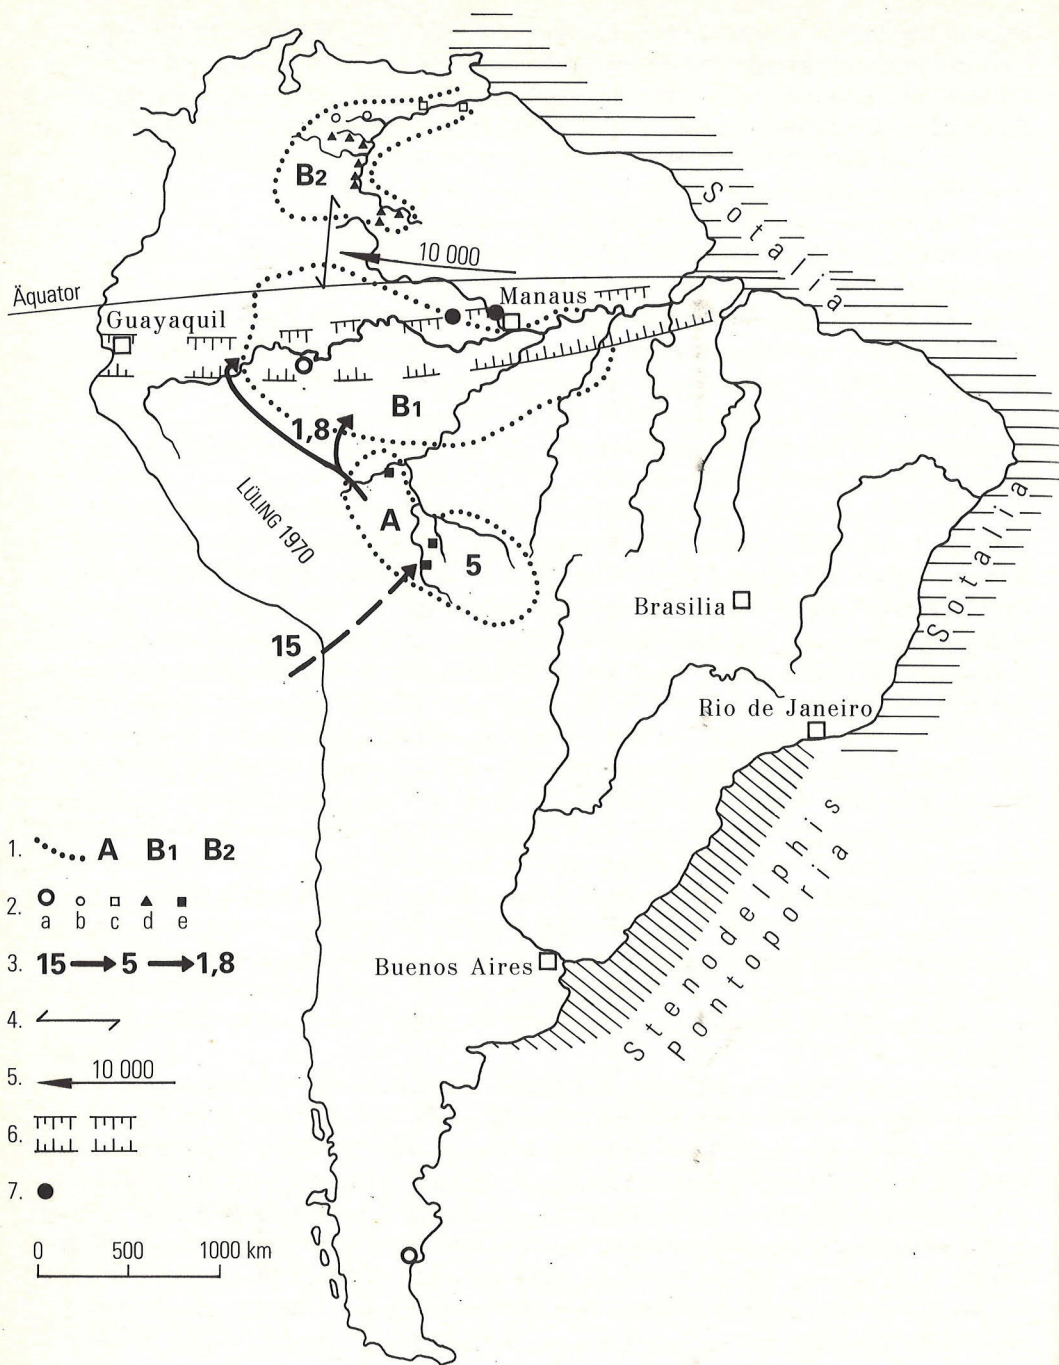 Sotalia
B2
10 000
Äquator
Manaus
Guayaquil
B1
1,8
LÜLING 1970
A
5
Sotalia
Brasilia
15
Rio de Janeiro
Stenodelphis
Pontoporia
Buenos Aires
1. A B1 B2
2. a b c d e
3. 15 5 1,8
4.
5. 10 000
6.
7.
0 500 1000 km